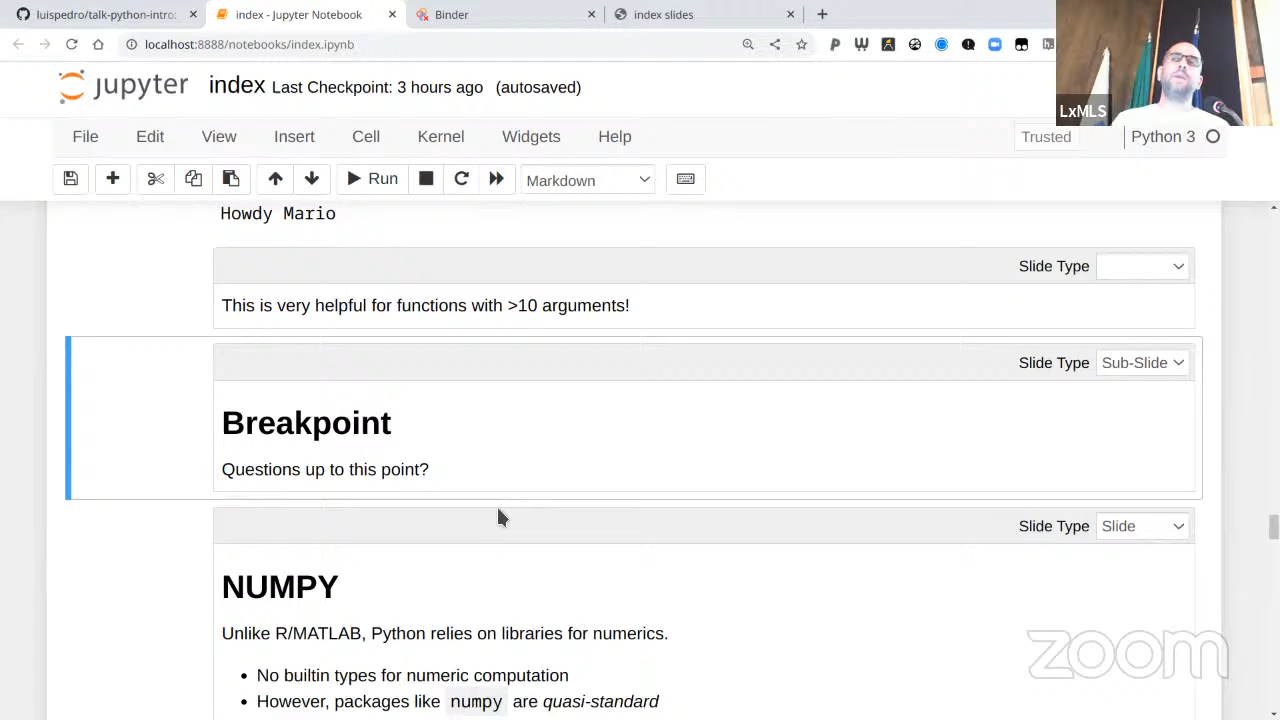 luispedro/talk-python-intro:
index - Jupyter Notebook
Binder
index slides
localhost:8888/notebooks/index.ipynb
LxMLS
jupyter index Last Checkpoint: 3 hours ago (autosaved)
File Edit View Insert Cell Kernel Widgets Help
Trusted Python 3
Run Markdown
Howdy Mario
Slide Type
This is very helpful for functions with >10 arguments!
Slide Type Sub-Slide
Breakpoint
Questions up to this point?
Slide Type Slide
NUMPY
Unlike R/MATLAB, Python relies on libraries for numerics.
• No builtin types for numeric computation
• However, packages like numpy are quasi-standard
zoom